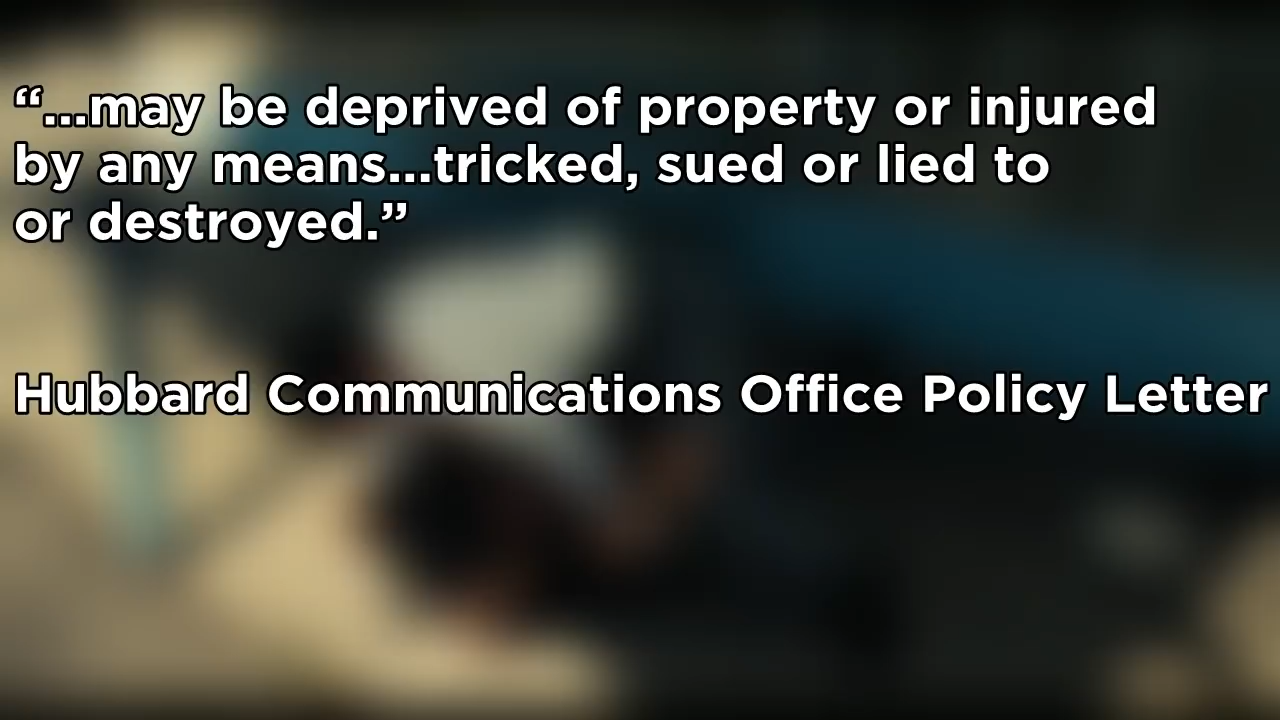 “...may be deprived of property or injured
by any means...tricked, sued or lied to
or destroyed.”
Hubbard Communications Office Policy Letter